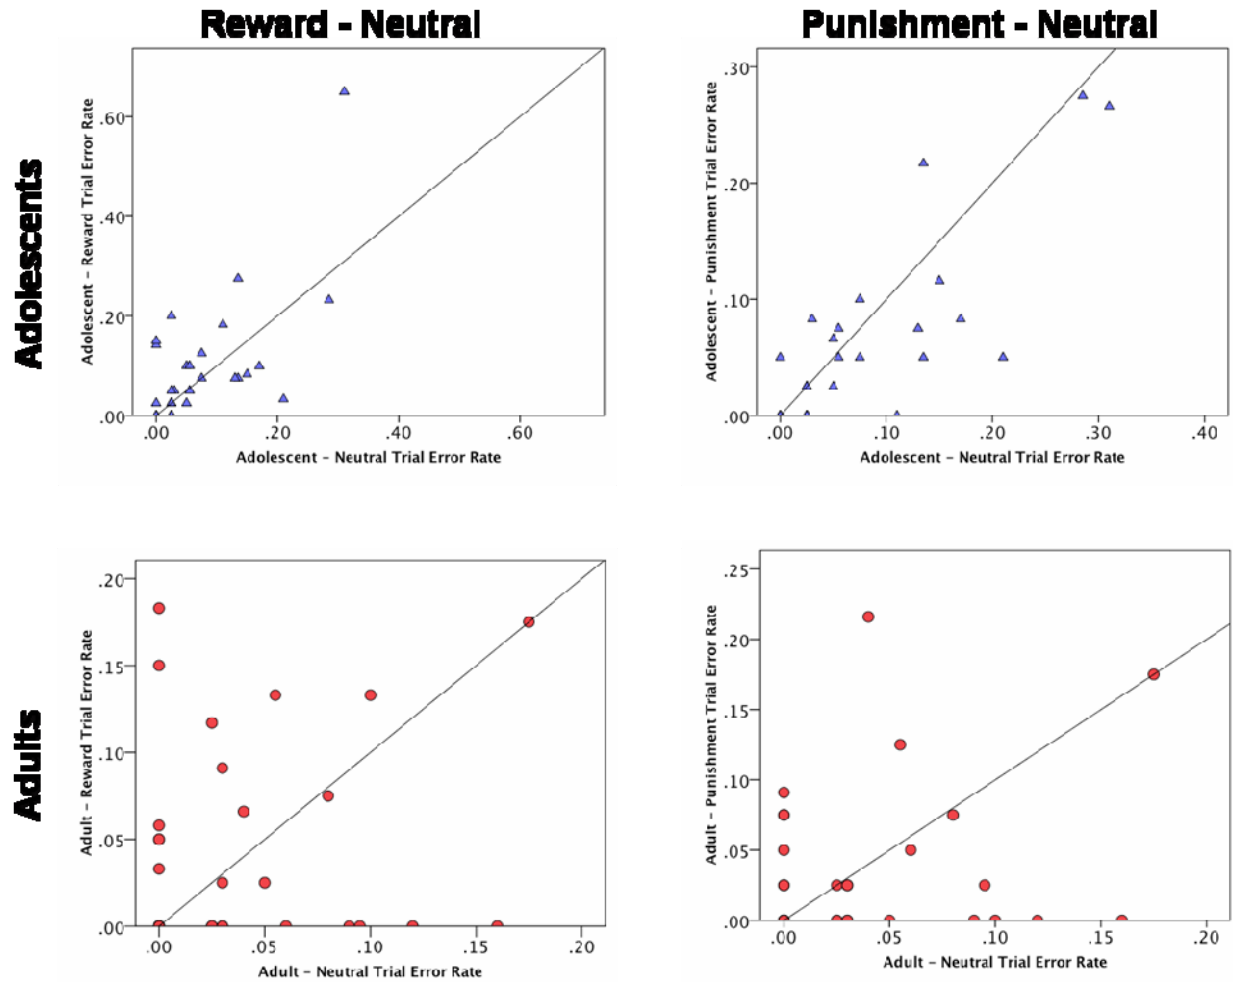 Reward - Neutral
Punishment - Neutral
Adolescents
Adolescent - Reward Trial Error Rate
.60
.40
.20
.00
.00 .20 .40 .60
Adolescent - Neutral Trial Error Rate
Adolescent - Punishment Trial Error Rate
.30
.20
.10
.00
.00 .10 .20 .30 .40
Adolescent - Neutral Trial Error Rate
Adults
Adult - Reward Trial Error Rate
.20
.15
.10
.05
.00
.00 .05 .10 .15 .20
Adult - Neutral Trial Error Rate
Adult - Punishment Trial Error Rate
.25
.20
.15
.10
.05
.00
.00 .05 .10 .15 .20
Adult - Neutral Trial Error Rate